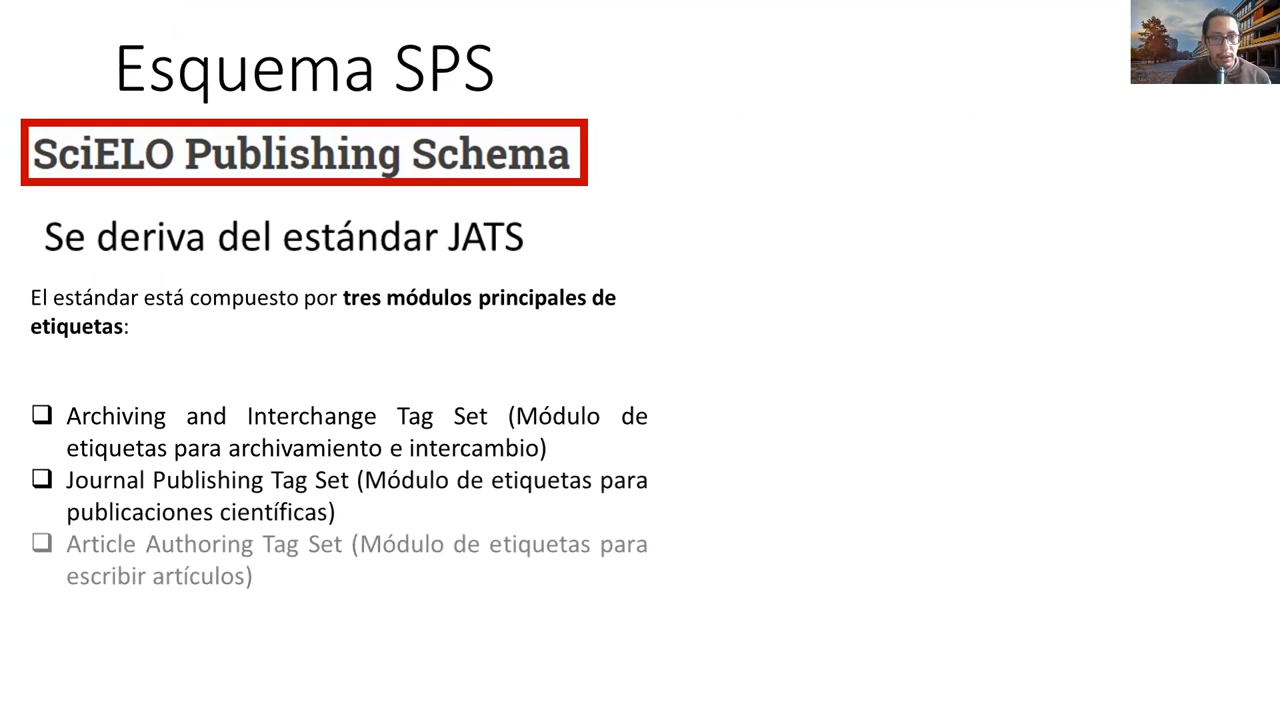 Esquema SPS
SciELO Publishing Schema
Se deriva del estándar JATS
El estándar está compuesto por tres módulos principales de
etiquetas:
❑ Archiving and Interchange Tag Set (Módulo de
etiquetas para archivamiento e intercambio)
❑ Journal Publishing Tag Set (Módulo de etiquetas para
publicaciones científicas)
❑ Article Authoring Tag Set (Módulo de etiquetas para
escribir artículos)